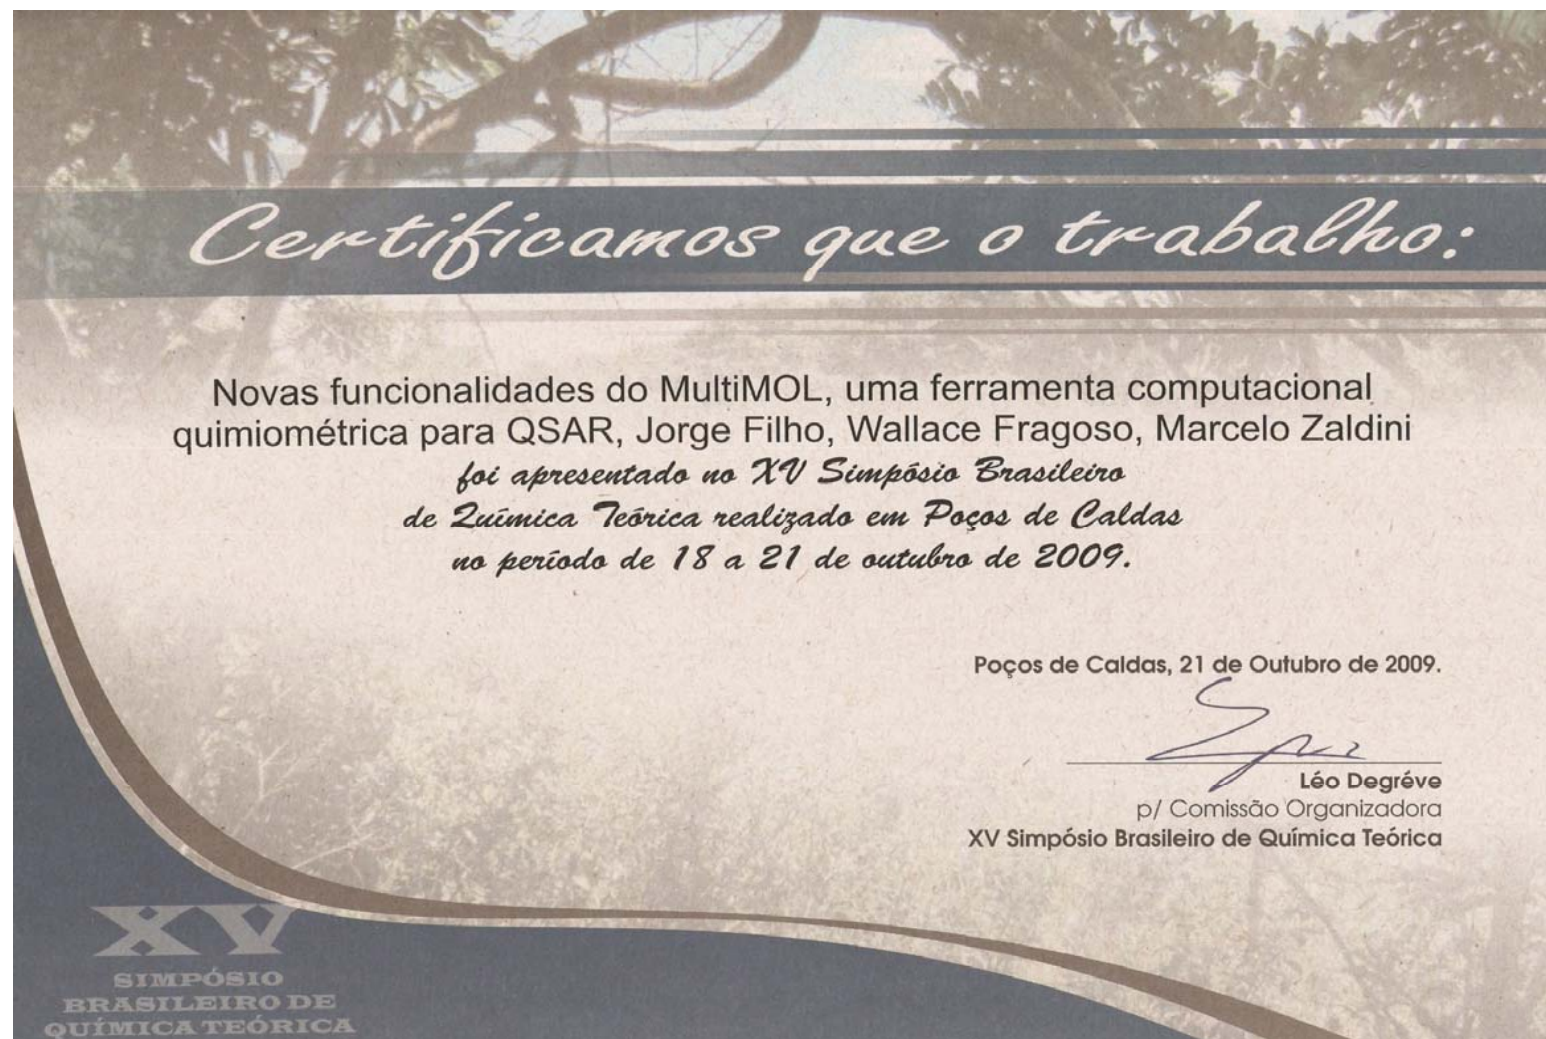 Certificamos que o trabalho:
Novas funcionalidades do MultiMOL, uma ferramenta computacional
quimiométrica para QSAR, Jorge Filho, Wallace Fragoso, Marcelo Zaldini
foi apresentado no XV Simpósio Brasileiro
de Química Teórica realizado em Poços de Caldas
no período de 18 a 21 de outubro de 2009.
Poços de Caldas, 21 de Outubro de 2009.
Léo Degréve
p/ Comissão Organizadora
XV Simpósio Brasileiro de Química Teórica
XV
SIMPÓSIO
BRASILEIRO DE
QUÍMICA TEÓRICA